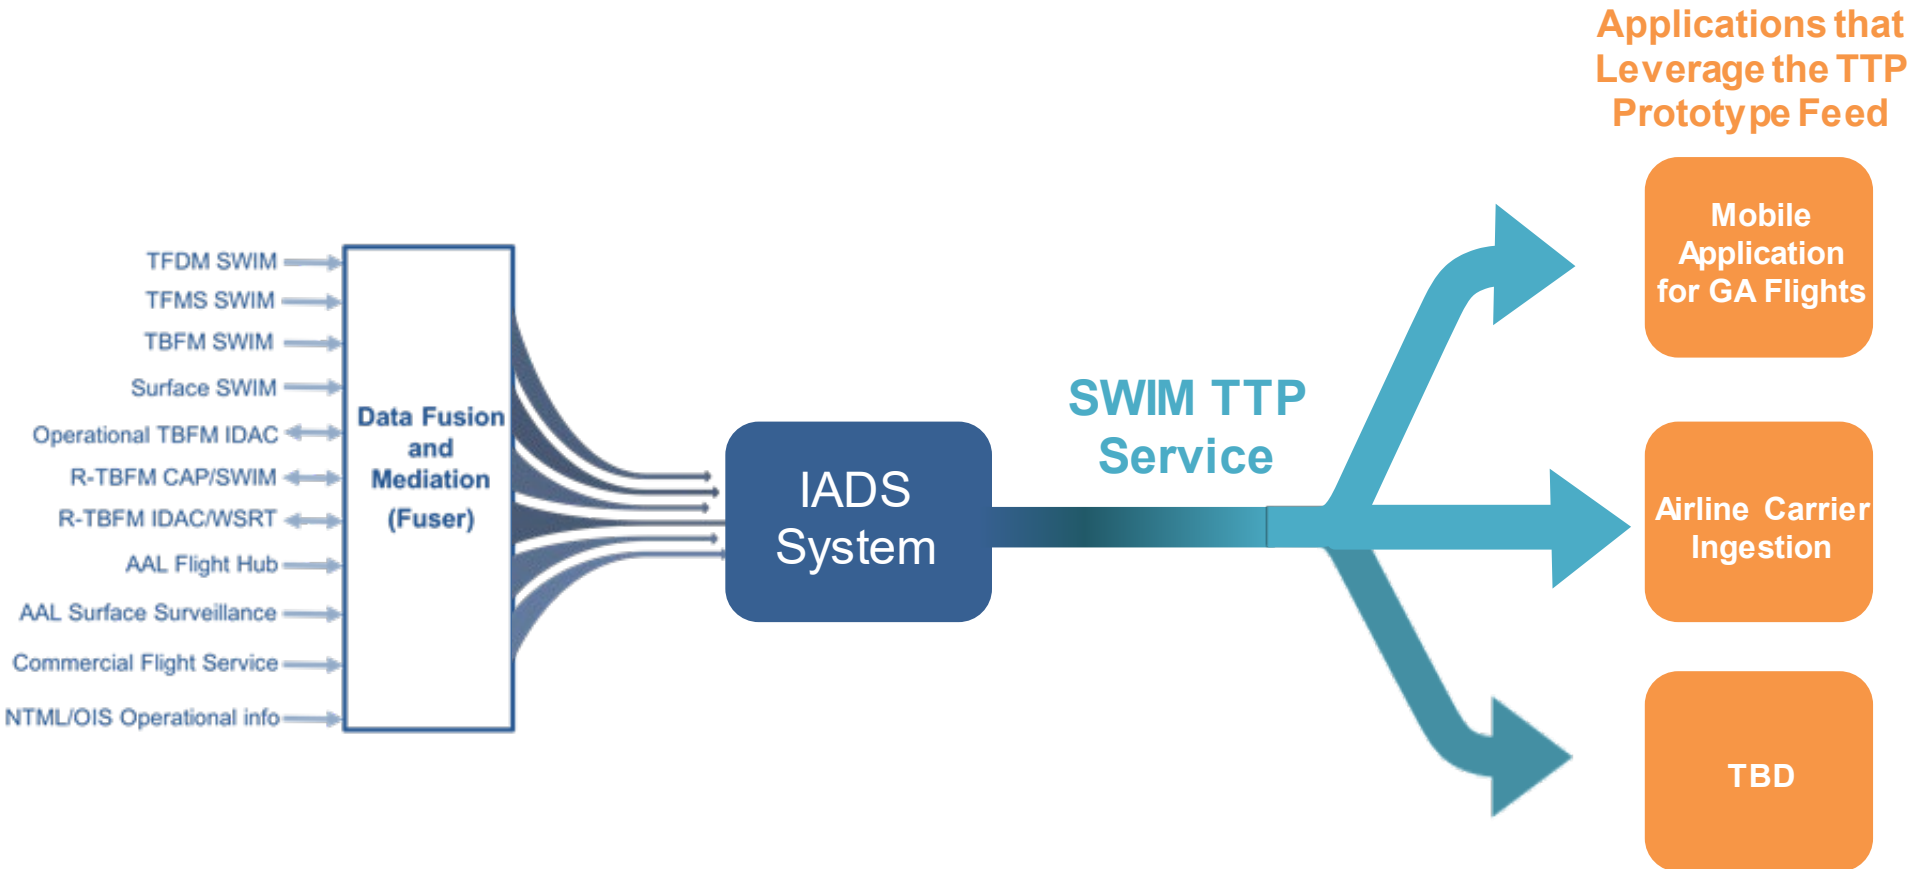 Applications that
Leverage the TTP
Prototype Feed
TFDM SWIM
TFMS SWIM
TBFM SWIM
Surface SWIM
Operational TBFM IDAC
R-TBFM CAP/SWIM
R-TBFM IDAC/WSRT
AAL Flight Hub
AAL Surface Surveillance
Commercial Flight Service
NTML/OIS Operational info
Data Fusion
and
Mediation
(Fuser)
IADS
System
SWIM TTP
Service
Mobile
Application
for GA Flights
Airline Carrier
Ingestion
TBD